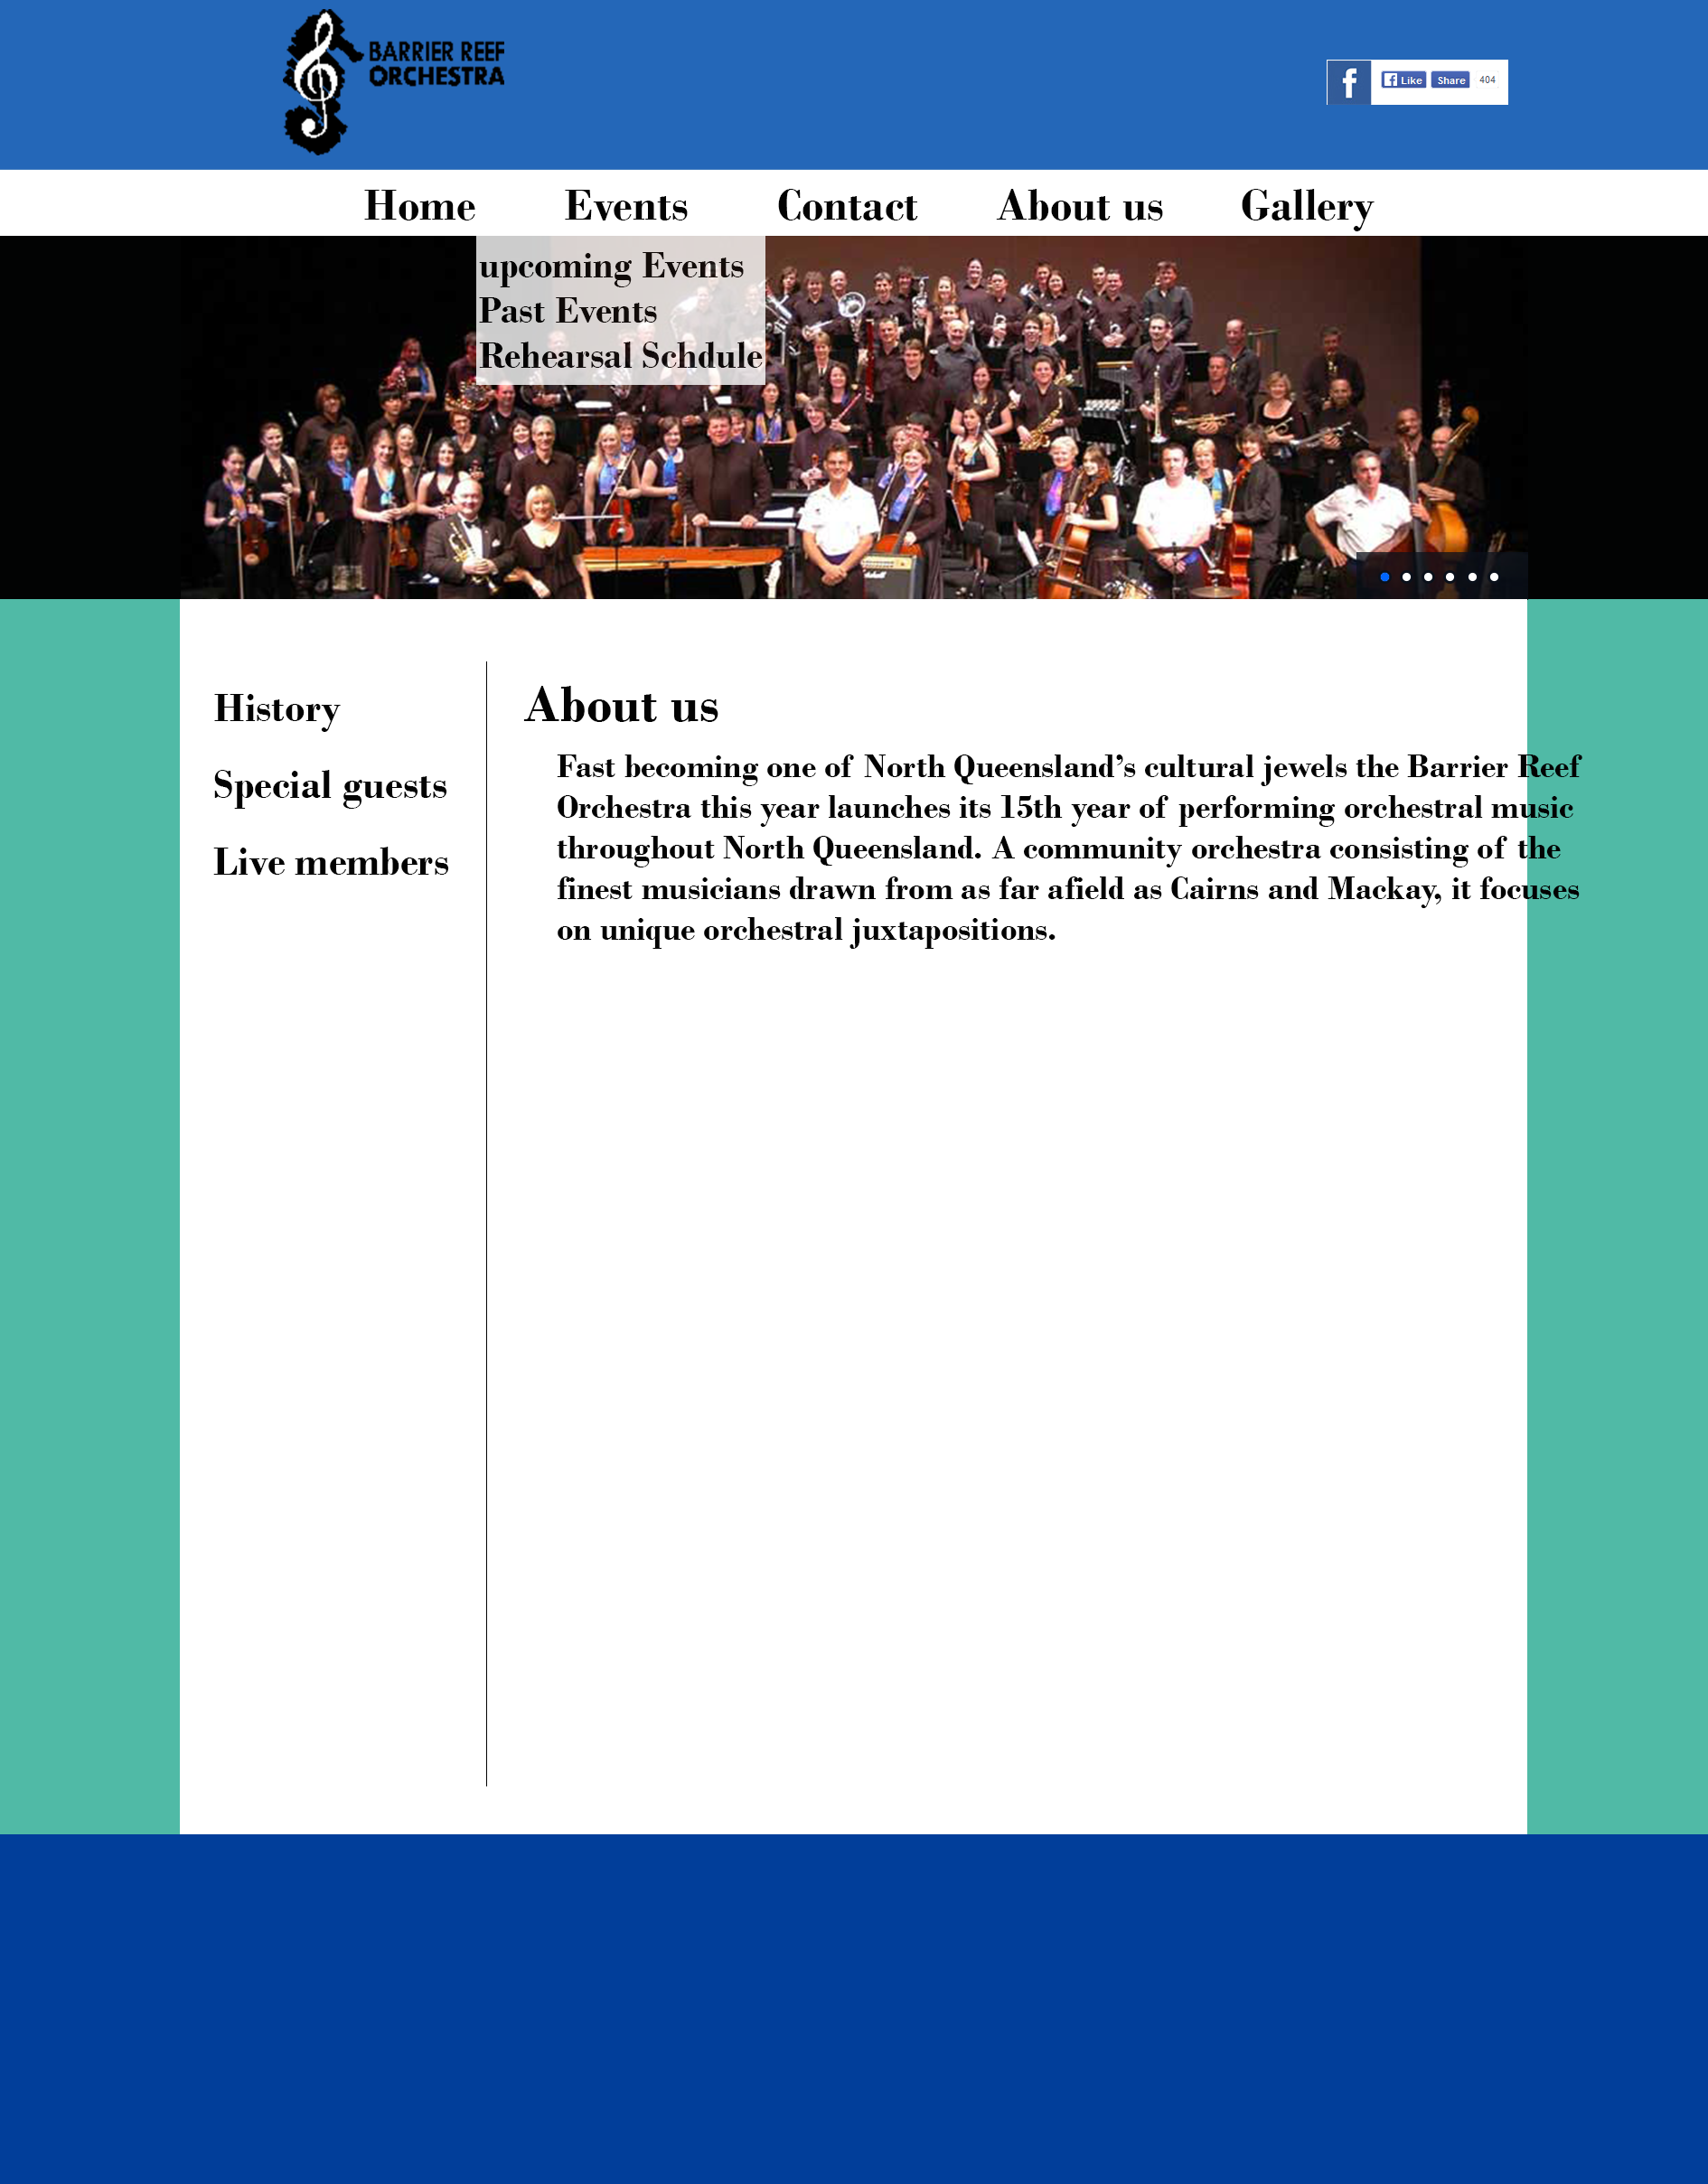 BARRIER REEF
ORCHESTRA
f Like Share 404
Home Events Contact About us Gallery
upcoming Events
Past Events
Rehearsal Schdule
History
Special guests
Live members
About us
Fast becoming one of North Queensland’s cultural jewels the Barrier Reef
Orchestra this year launches its 15th year of performing orchestral music
throughout North Queensland. A community orchestra consisting of the
finest musicians drawn from as far afield as Cairns and Mackay, it focuses
on unique orchestral juxtapositions.